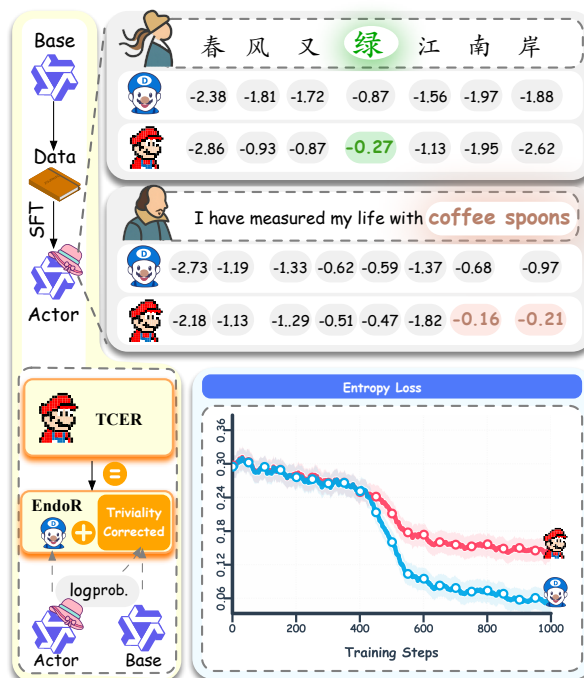 Base
Data
SFT
Actor
春 风 又 绿 江 南 岸
D
-2.38 -1.81 -1.72 -0.87 -1.56 -1.97 -1.88
-2.86 -0.93 -0.87 -0.27 -1.13 -1.95 -2.62
I have measured my life with coffee spoons
D
-2.73 -1.19 -1.33 -0.62 -0.59 -1.37 -0.68 -0.97
-2.18 -1.13 -1..29 -0.51 -0.47 -1.82 -0.16 -0.21
TCER
=
EndoR
D
+
Triviality
Corrected
logprob.
Actor Base
Entropy Loss
0.36
0.30
0.24
0.18
0.12
0.06
D
0 200 400 600 800 1000
Training Steps